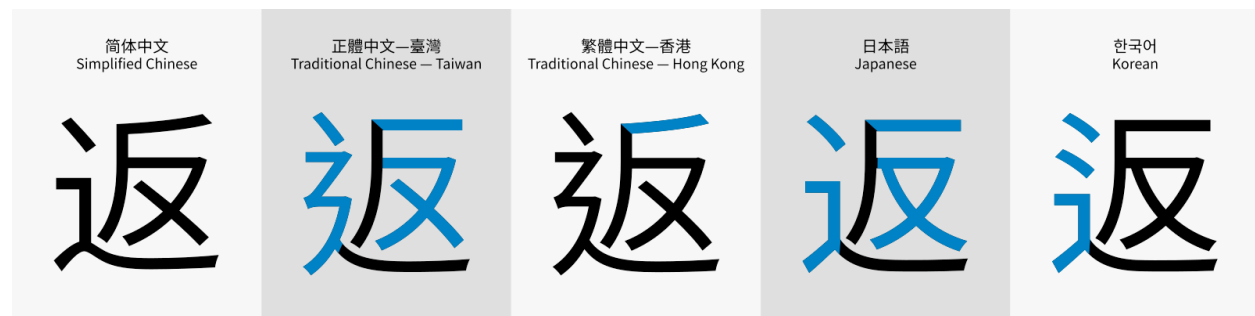 简体中文
Simplified Chinese
返
正體中文—臺灣
Traditional Chinese — Taiwan
返
繁體中文—香港
Traditional Chinese — Hong Kong
返
日本語
Japanese
返
한국어
Korean
返